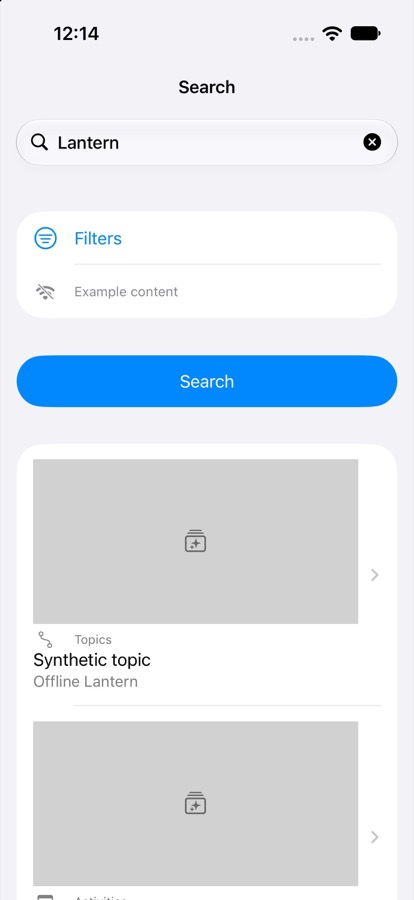 12:14
Search
Lantern
Filters
Example content
Search
Topics
Synthetic topic
Offline Lantern